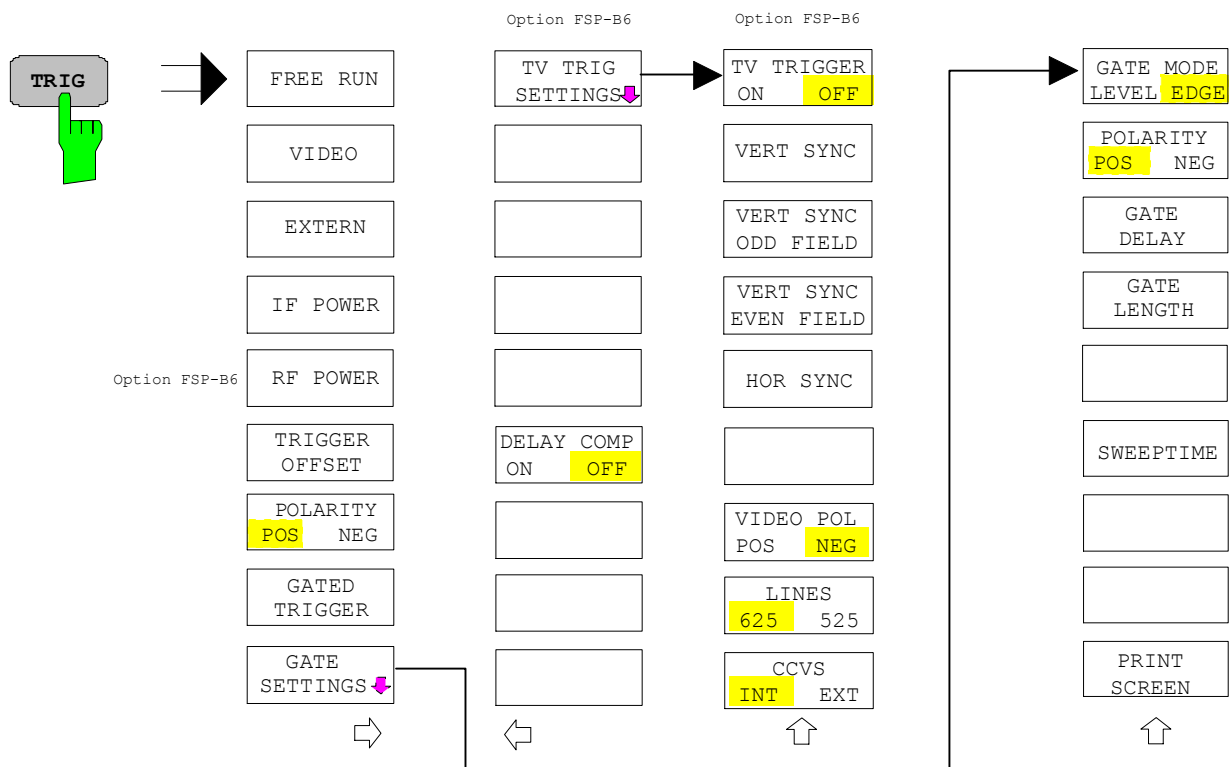 Option FSP-B6
Option FSP-B6
TRIG
FREE RUN
VIDEO
EXTERN
IF POWER
Option FSP-B6
RF POWER
TRIGGER
OFFSET
POLARITY
POS NEG
GATED
TRIGGER
GATE
SETTINGS
TV TRIG
SETTINGS
DELAY COMP
ON OFF
TV TRIGGER
ON OFF
VERT SYNC
VERT SYNC
ODD FIELD
VERT SYNC
EVEN FIELD
HOR SYNC
VIDEO POL
POS NEG
LINES
625 525
CCVS
INT EXT
GATE MODE
LEVEL EDGE
POLARITY
POS NEG
GATE
DELAY
GATE
LENGTH
SWEEPTIME
PRINT
SCREEN